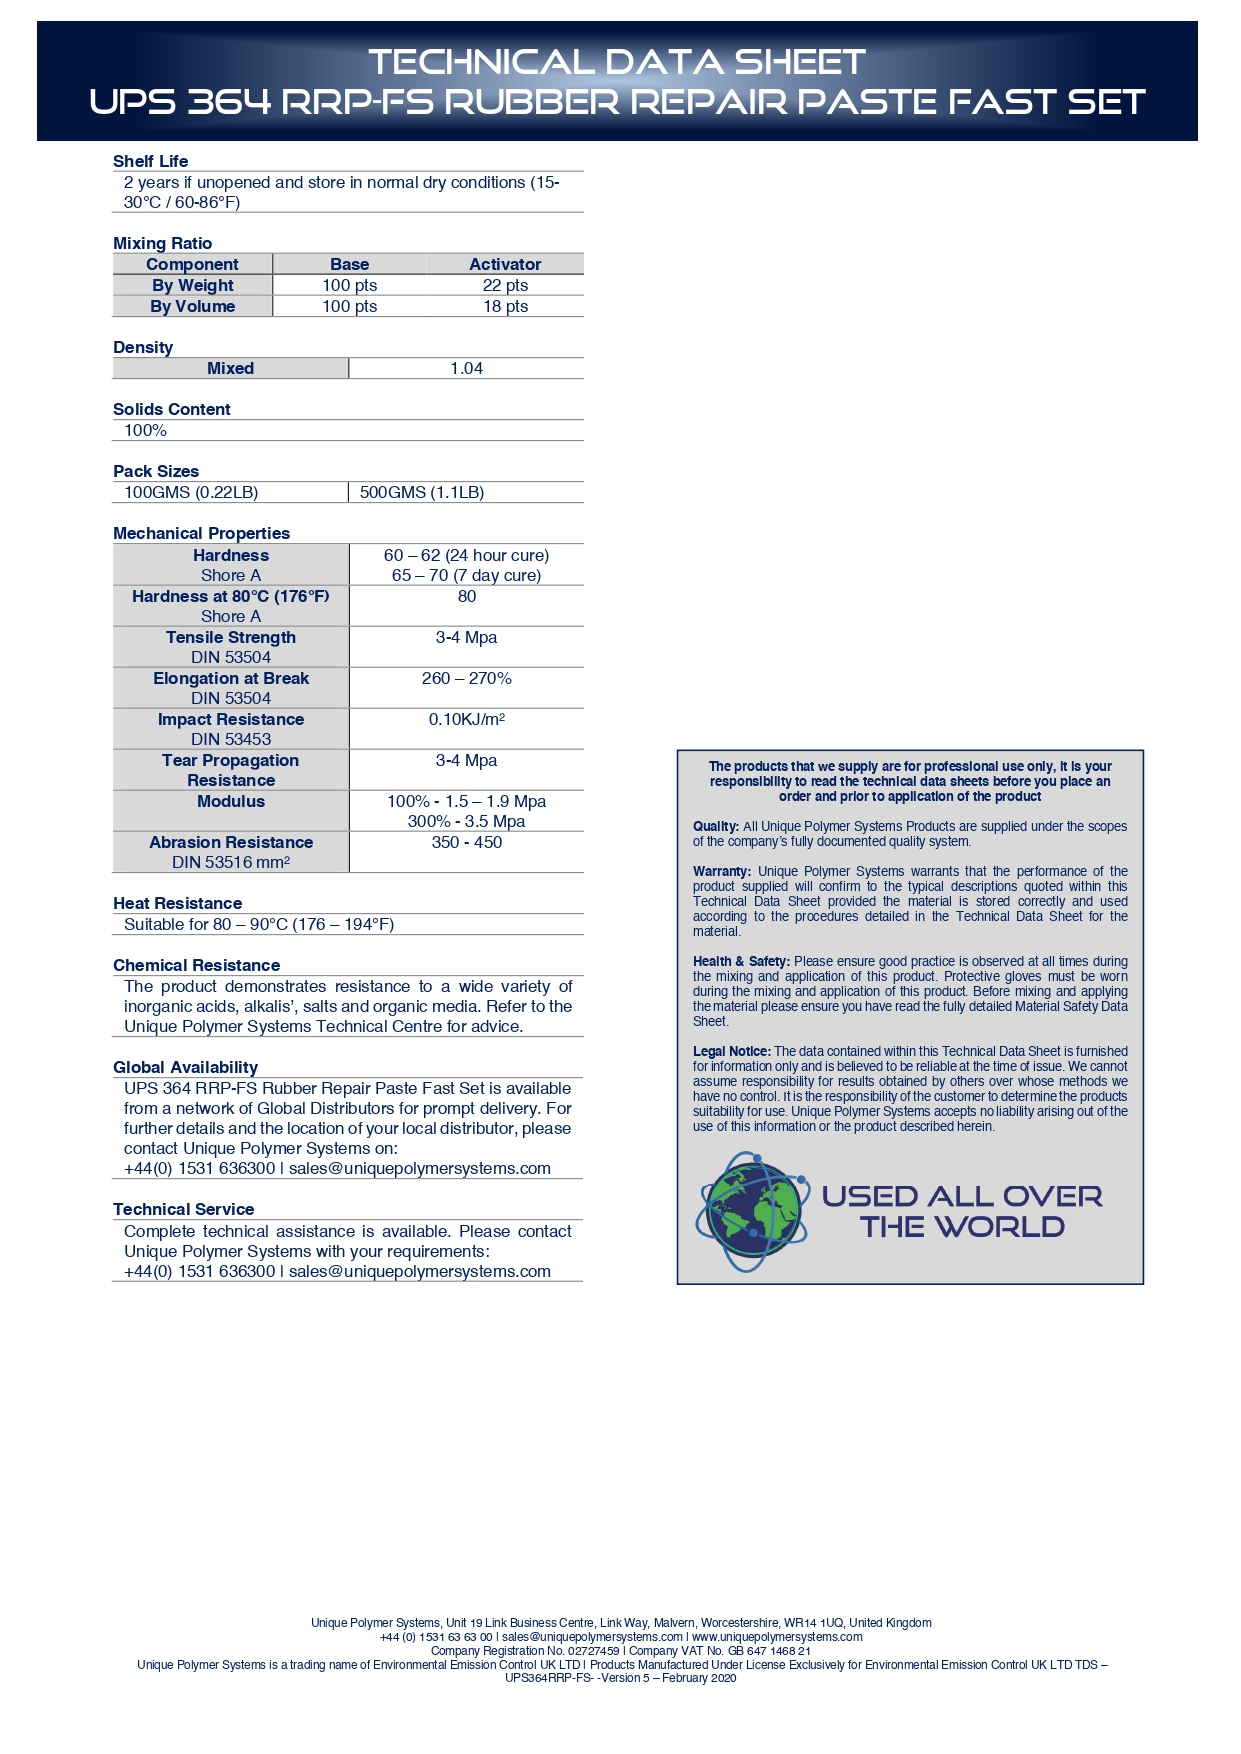 TECHNICAL DATA SHEET
UPS 364 RRP-FS RUBBER REPAIR PASTE FAST SET
Shelf Life
2 years if unopened and store in normal dry conditions (15-
30°C / 60-86°F)
Mixing Ratio
Component Base Activator
By Weight 100 pts 22 pts
By Volume 100 pts 18 pts
Density
Mixed 1.04
Solids Content
100%
Pack Sizes
100GMS (0.22LB) 500GMS (1.1LB)
Mechanical Properties
Hardness 60 – 62 (24 hour cure)
Shore A 65 – 70 (7 day cure)
Hardness at 80°C (176°F) 80
Shore A
Tensile Strength 3-4 Mpa
DIN 53504
Elongation at Break 260 – 270%
DIN 53504
Impact Resistance 0.10KJ/m²
DIN 53453
Tear Propagation 3-4 Mpa
Resistance
Modulus 100% - 1.5 – 1.9 Mpa
300% - 3.5 Mpa
Abrasion Resistance 350 - 450
DIN 53516 mm²
Heat Resistance
Suitable for 80 – 90°C (176 – 194°F)
Chemical Resistance
The product demonstrates resistance to a wide variety of
inorganic acids, alkalis’, salts and organic media. Refer to the
Unique Polymer Systems Technical Centre for advice.
Global Availability
UPS 364 RRP-FS Rubber Repair Paste Fast Set is available
from a network of Global Distributors for prompt delivery. For
further details and the location of your local distributor, please
contact Unique Polymer Systems on:
+44(0) 1531 636300 | sales@uniquepolymersystems.com
Technical Service
Complete technical assistance is available. Please contact
Unique Polymer Systems with your requirements:
+44(0) 1531 636300 | sales@uniquepolymersystems.com
The products that we supply are for professional use only, it is your
responsibility to read the technical data sheets before you place an
order and prior to application of the product
Quality: All Unique Polymer Systems Products are supplied under the scopes
of the company’s fully documented quality system.
Warranty: Unique Polymer Systems warrants that the performance of the
product supplied will confirm to the typical descriptions quoted within this
Technical Data Sheet provided the material is stored correctly and used
according to the procedures detailed in the Technical Data Sheet for the
material.
Health & Safety: Please ensure good practice is observed at all times during
the mixing and application of this product. Protective gloves must be worn
during the mixing and application of this product. Before mixing and applying
the material please ensure you have read the fully detailed Material Safety Data
Sheet.
Legal Notice: The data contained within this Technical Data Sheet is furnished
for information only and is believed to be reliable at the time of issue. We cannot
assume responsibility for results obtained by others over whose methods we
have no control. It is the responsibility of the customer to determine the products
suitability for use. Unique Polymer Systems accepts no liability arising out of the
use of this information or the product described herein.
USED ALL OVER
THE WORLD
Unique Polymer Systems, Unit 19 Link Business Centre, Link Way, Malvern, Worcestershire, WR14 1UQ, United Kingdom
+44 (0) 1531 63 63 00 | sales@uniquepolymersystems.com | www.uniquepolymersystems.com
Company Registration No. 02727459 | Company VAT No. GB 647 1468 21
Unique Polymer Systems is a trading name of Environmental Emission Control UK LTD | Products Manufactured Under License Exclusively for Environmental Emission Control UK LTD TDS –
UPS364RRP-FS- -Version 5 – February 2020